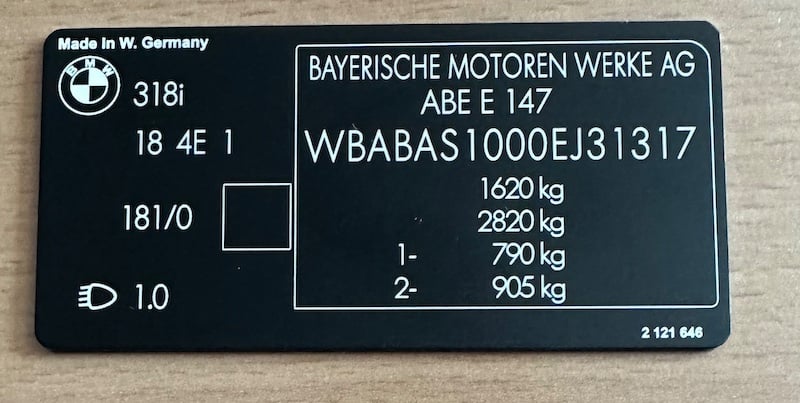 Made In W. Germany
BMW
318i
18 4E 1
181/0
1.0
BAYERISCHE MOTOREN WERKE AG
ABE E 147
WBABAS1000EJ31317
1620 kg
2820 kg
1- 790 kg
2- 905 kg
2 121 646